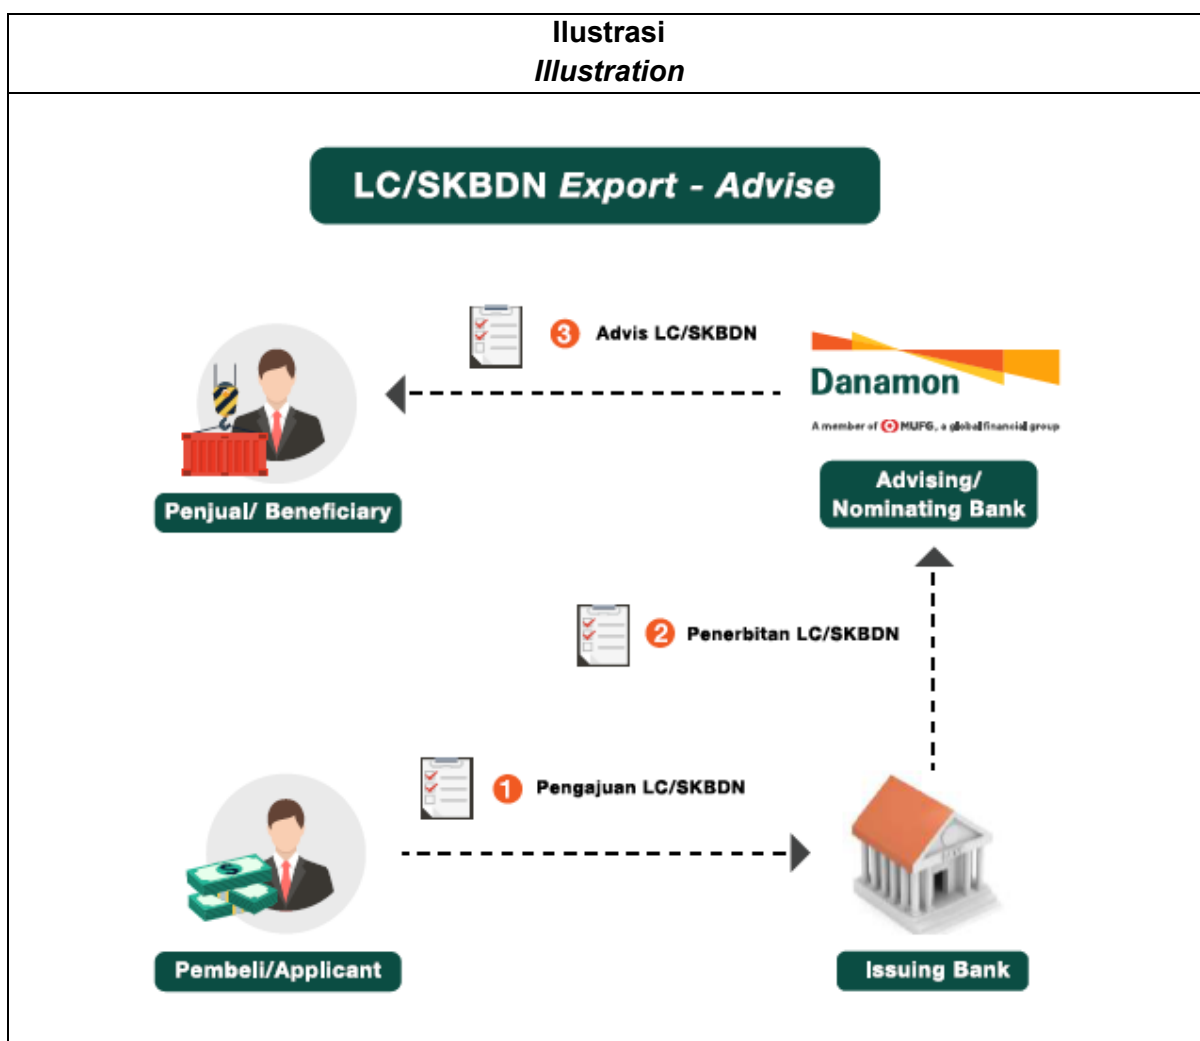 Ilustrasi
Illustration
LC/SKBDN Export - Advise
3 Advis LC/SKBDN
Danamon
A member of MUFG, a global financial group
Penjual/ Beneficiary
Advising/
Nominating Bank
2 Penerbitan LC/SKBDN
1 Pengajuan LC/SKBDN
Pembeli/Applicant
Issuing Bank